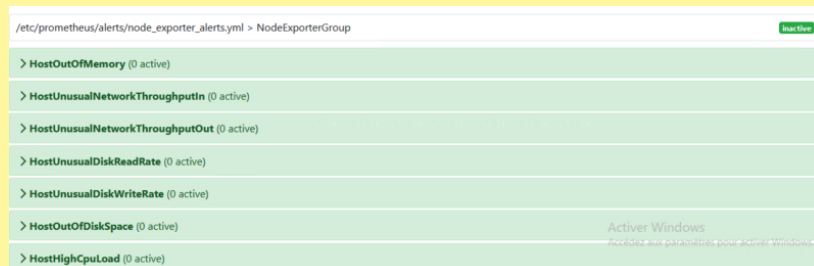 /etc/prometheus/alerts/node_exporter_alerts.yml > NodeExporterGroup inactive
> HostOutOfMemory (0 active)
> HostUnusualNetworkThroughputIn (0 active)
> HostUnusualNetworkThroughputOut (0 active)
> HostUnusualDiskReadRate (0 active)
> HostUnusualDiskWriteRate (0 active)
> HostOutOfDiskSpace (0 active)
Activer Windows
Accédez aux paramètres pour activer Windows.
> HostHighCpuLoad (0 active)